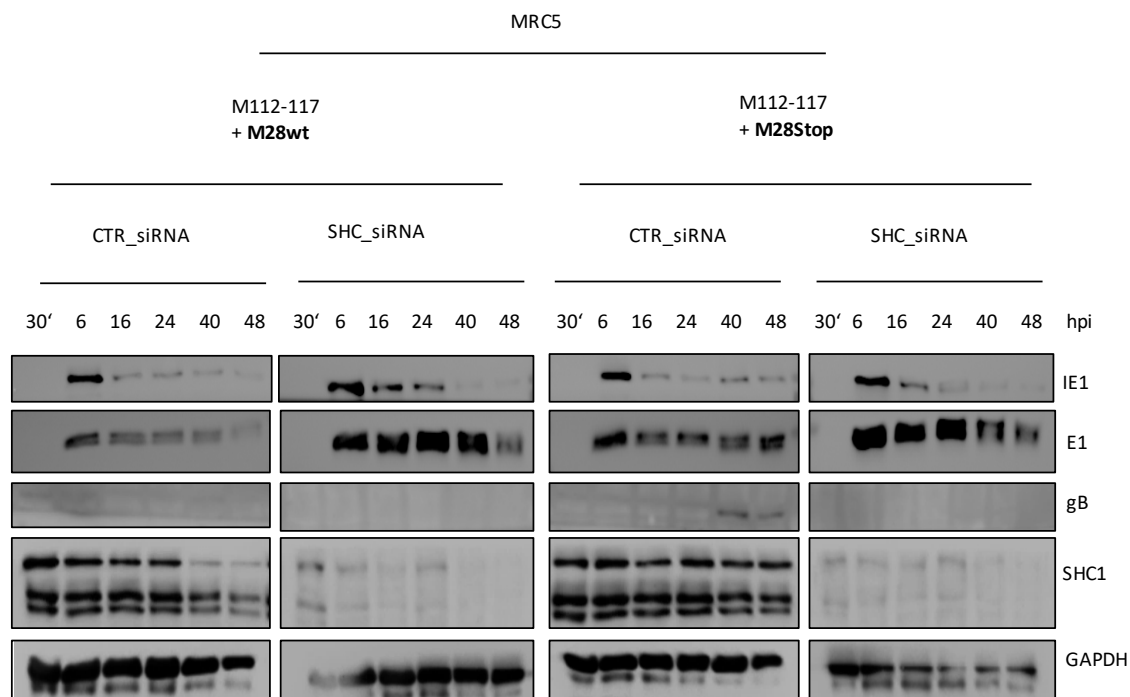 MRC5
M112-117
+ M28wt
M112-117
+ M28Stop
CTR_siRNA
SHC_siRNA
CTR_siRNA
SHC_siRNA
30‘ 6 16 24 40 48
30‘ 6 16 24 40 48
30‘ 6 16 24 40 48
30‘ 6 16 24 40 48
hpi
IE1
E1
gB
SHC1
GAPDH